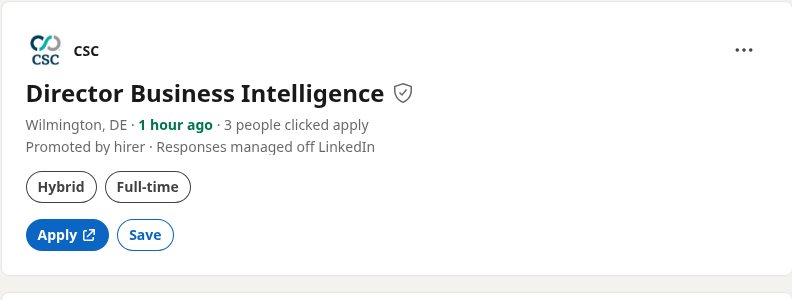 CSC
CSC
Director Business Intelligence
Wilmington, DE · 1 hour ago · 3 people clicked apply
Promoted by hirer · Responses managed off LinkedIn
Hybrid
Full-time
Apply
Save